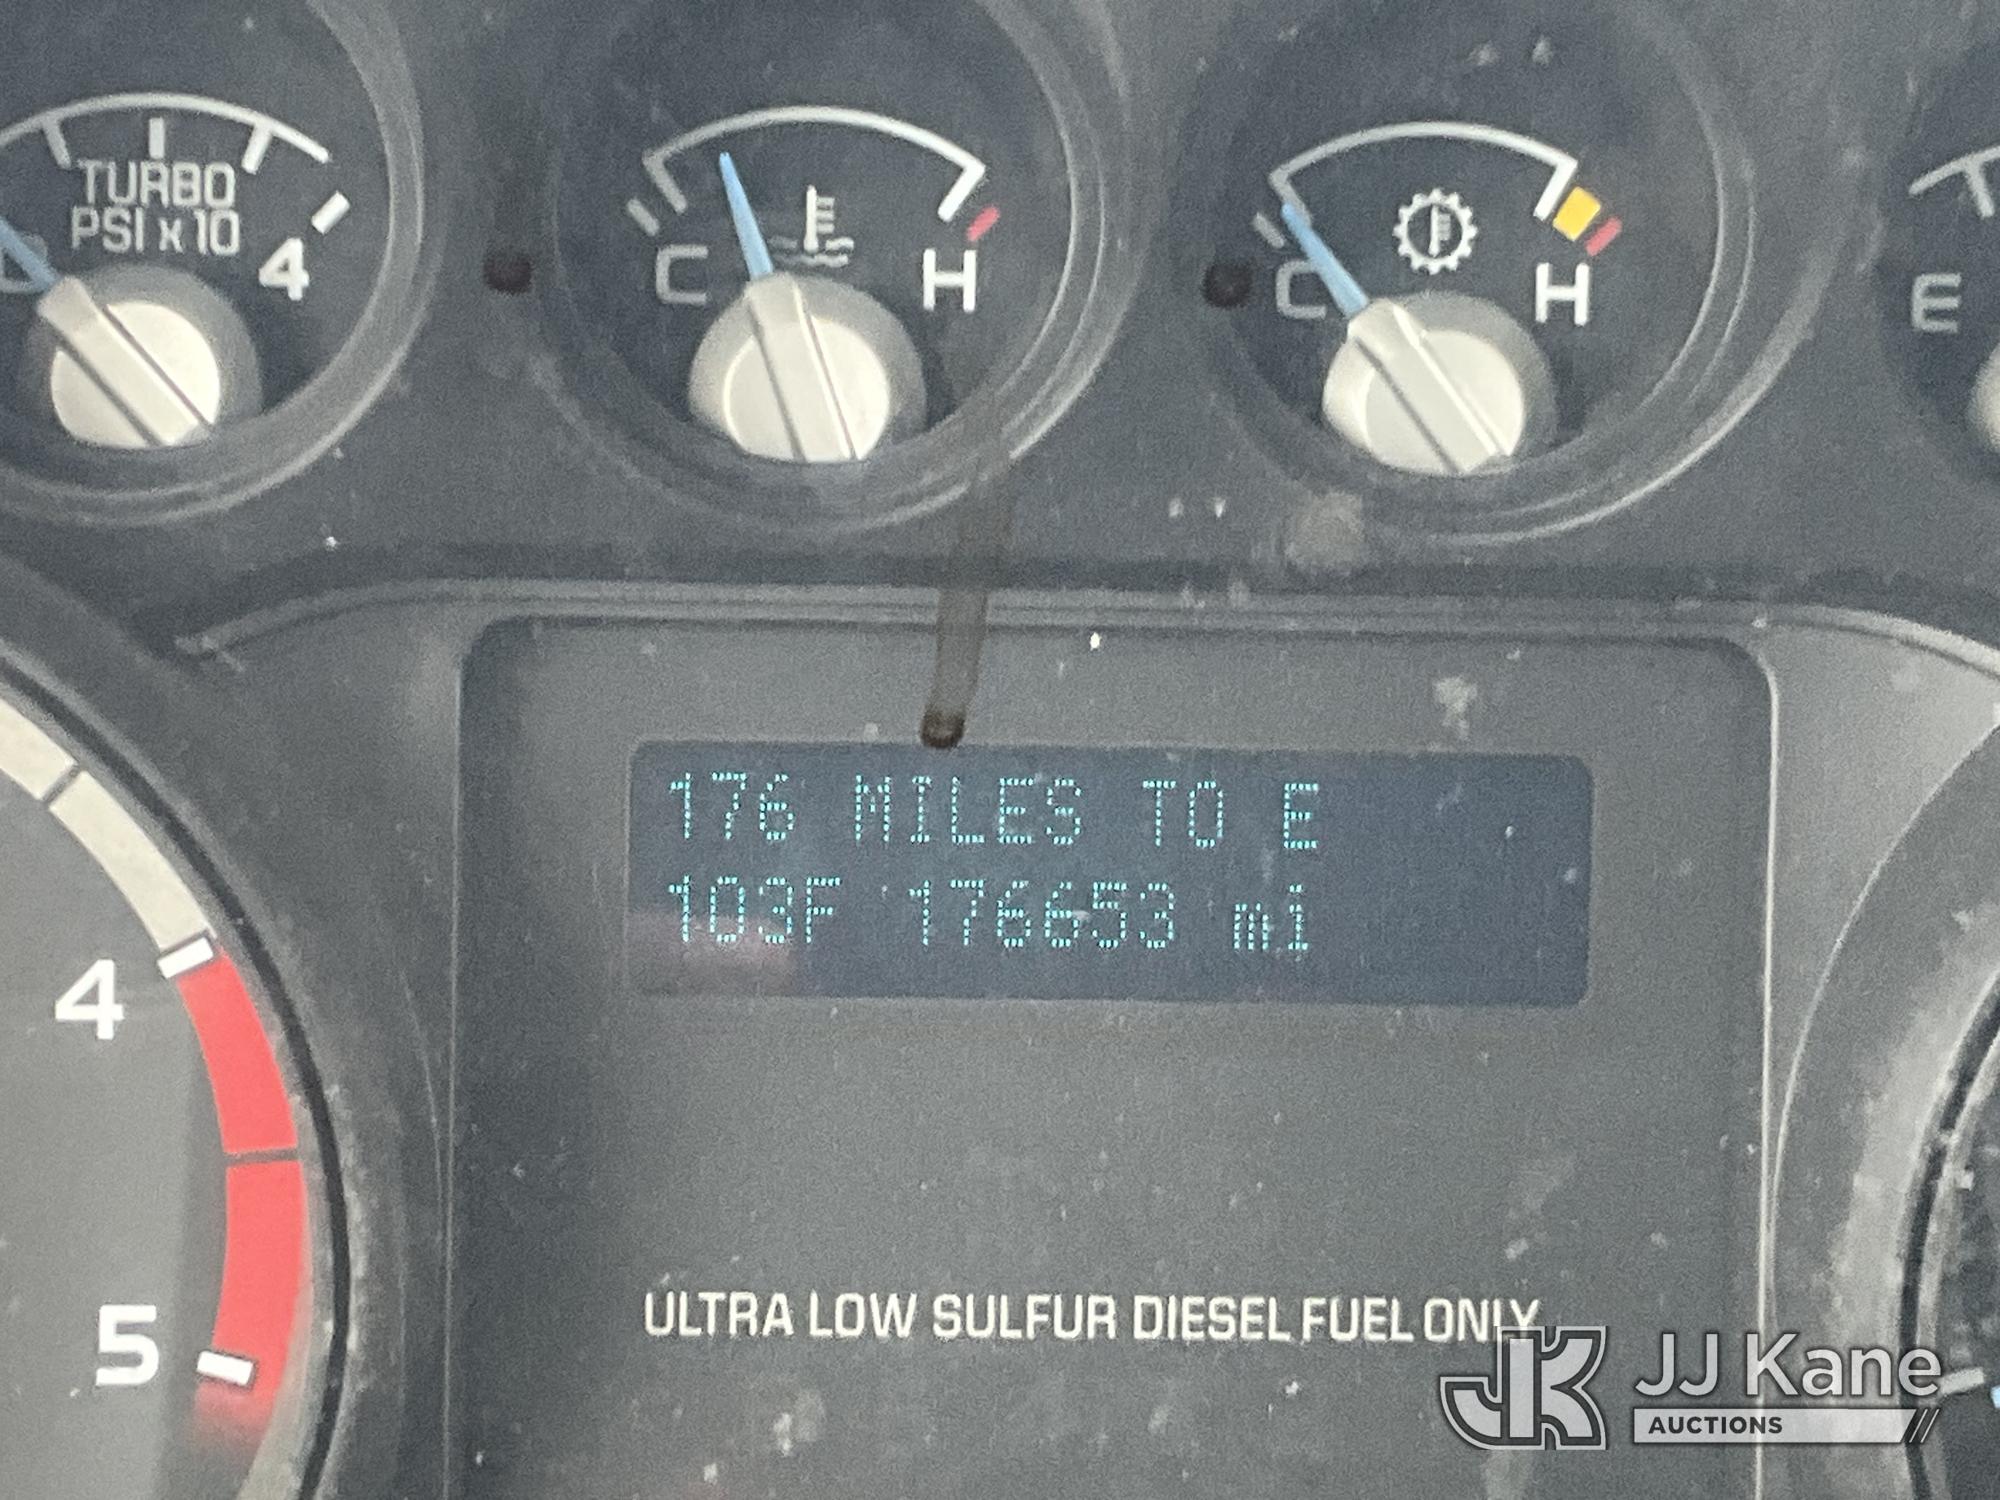 TURBO
PSI x 10
4
C
H
C
H
E
176 MILES TO E
103F 176653 mi
4
5
ULTRA LOW SULFUR DIESEL FUEL ONLY
JK JJ Kane
AUCTIONS